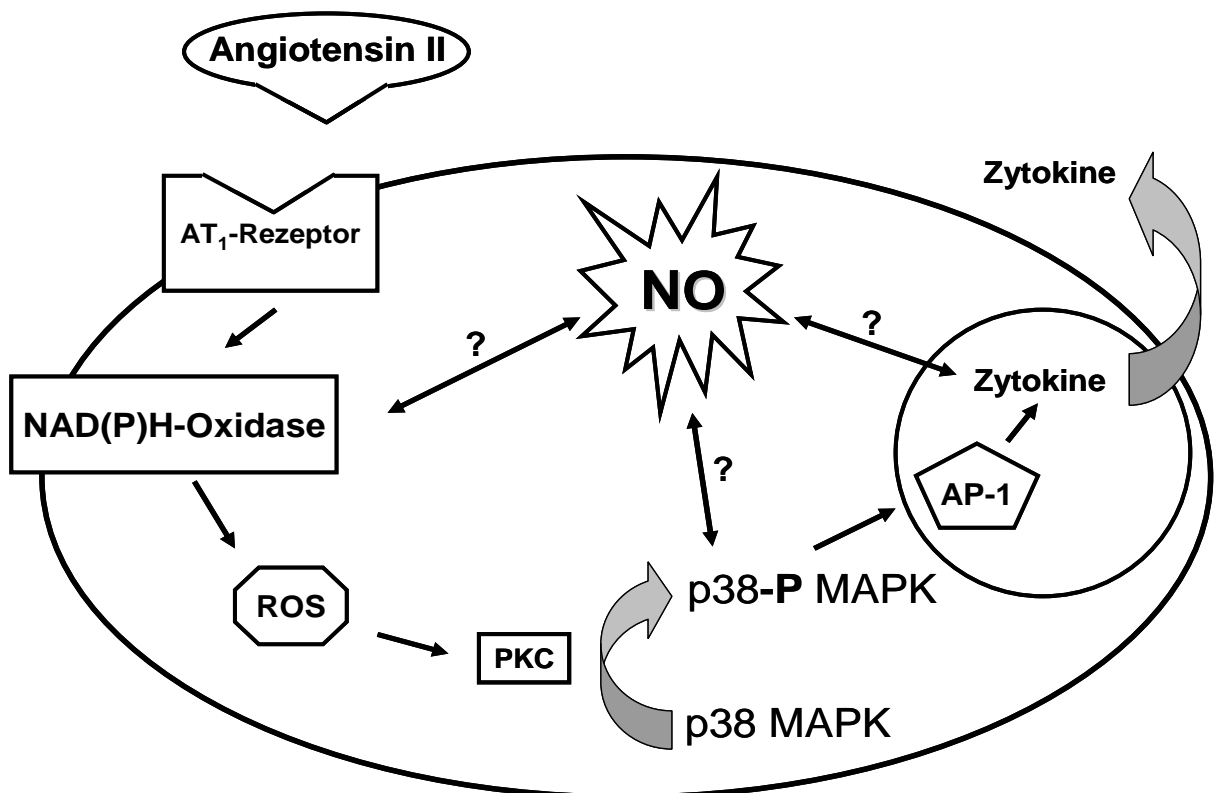 Angiotensin II
Zytokine
AT₁-Rezeptor
NO
?
?
Zytokine
NAD(P)H-Oxidase
?
AP-1
p38-P MAPK
ROS
PKC
p38 MAPK